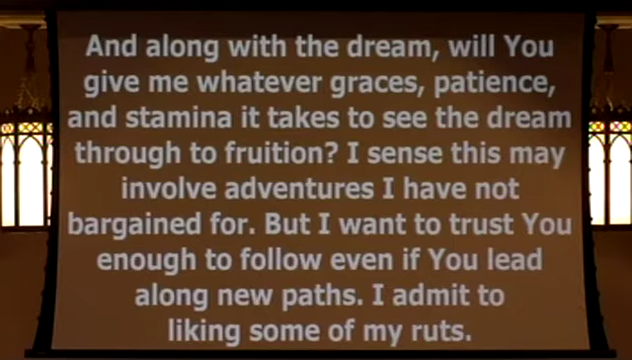 And along with the dream, will You
give me whatever graces, patience,
and stamina it takes to see the dream
through to fruition? I sense this may
involve adventures I have not
bargained for. But I want to trust You
enough to follow even if You lead
along new paths. I admit to
liking some of my ruts.